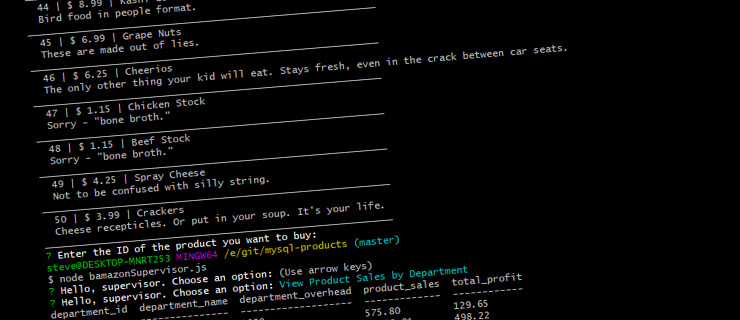 44 | $ 8.99 | Kash
Bird food in people format.
45 | $ 6.99 | Grape Nuts
These are made out of lies.
46 | $ 6.25 | Cheerios
The only other thing your kid will eat. Stays fresh, even in the crack between car seats.
47 | $ 1.15 | Chicken Stock
Sorry - "bone broth."
48 | $ 1.15 | Beef Stock
Sorry - "bone broth."
49 | $ 4.25 | Spray Cheese
Not to be confused with silly string.
50 | $ 3.99 | Crackers
Cheese recepticles. Or put in your soup. It's your life.
? Enter the ID of the product you want to buy:
steve@DESKTOP-MNRT253 MINGW64 /e/git/mysql-products (master)
$ node bamazonSupervisor.js
? Hello, supervisor. Choose an option: (Use arrow keys)
? Hello, supervisor. Choose an option: View Product Sales by Department
department_id department_name department_overhead product_sales total_profit
------------- --------------- ------------------- ------------- ------------
575.80 129.65
498.22